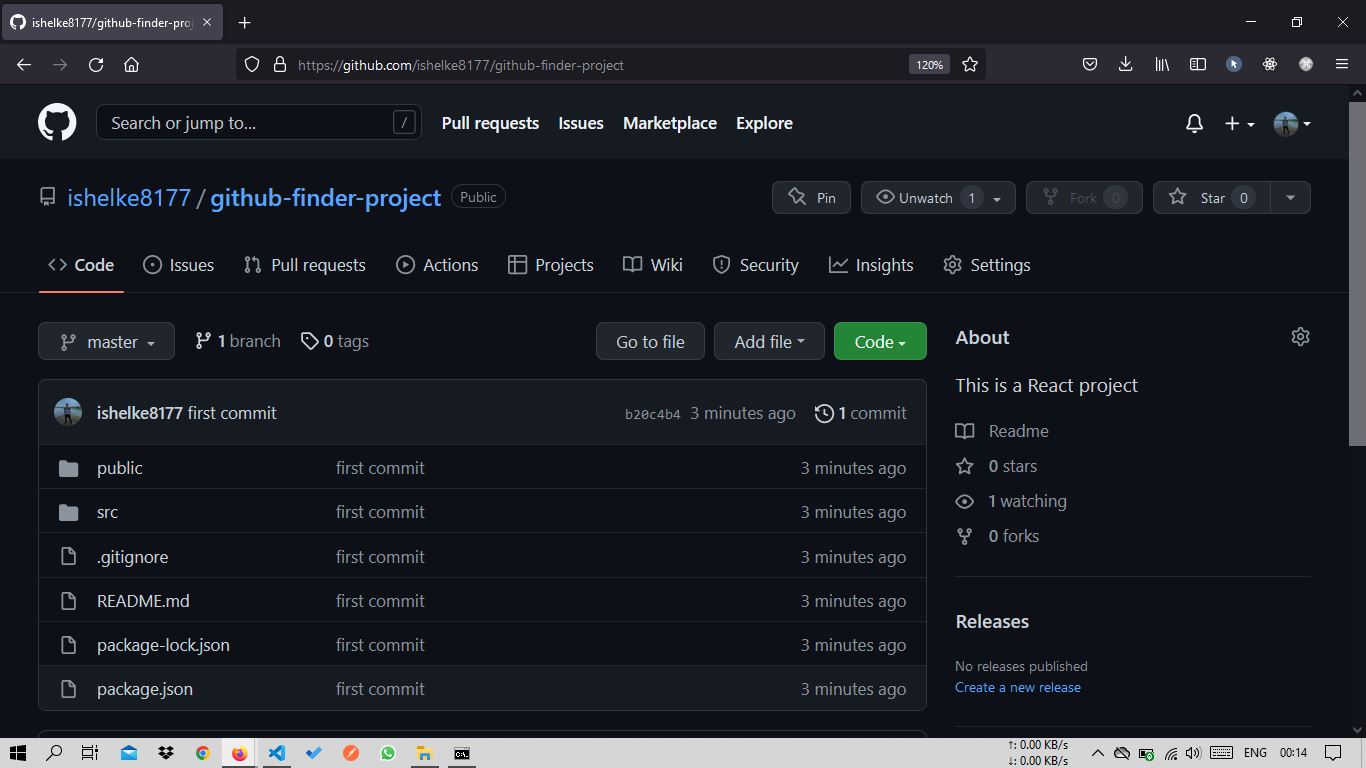 ishelke8177/github-finder-proj
https://github.com/ishelke8177/github-finder-project 120%
Search or jump to... / Pull requests Issues Marketplace Explore
ishelke8177 / github-finder-project Public Pin Unwatch 1 Fork 0 Star 0
Code Issues Pull requests Actions Projects Wiki Security Insights Settings
master 1 branch 0 tags Go to file Add file Code
ishelke8177 first commit b20c4b4 3 minutes ago 1 commit
public first commit 3 minutes ago
src first commit 3 minutes ago
.gitignore first commit 3 minutes ago
README.md first commit 3 minutes ago
package-lock.json first commit 3 minutes ago
package.json first commit 3 minutes ago
About
This is a React project
Readme
0 stars
1 watching
0 forks
Releases
No releases published
Create a new release
↑: 0.00 KB/s
↓: 0.00 KB/s
ENG 00:14